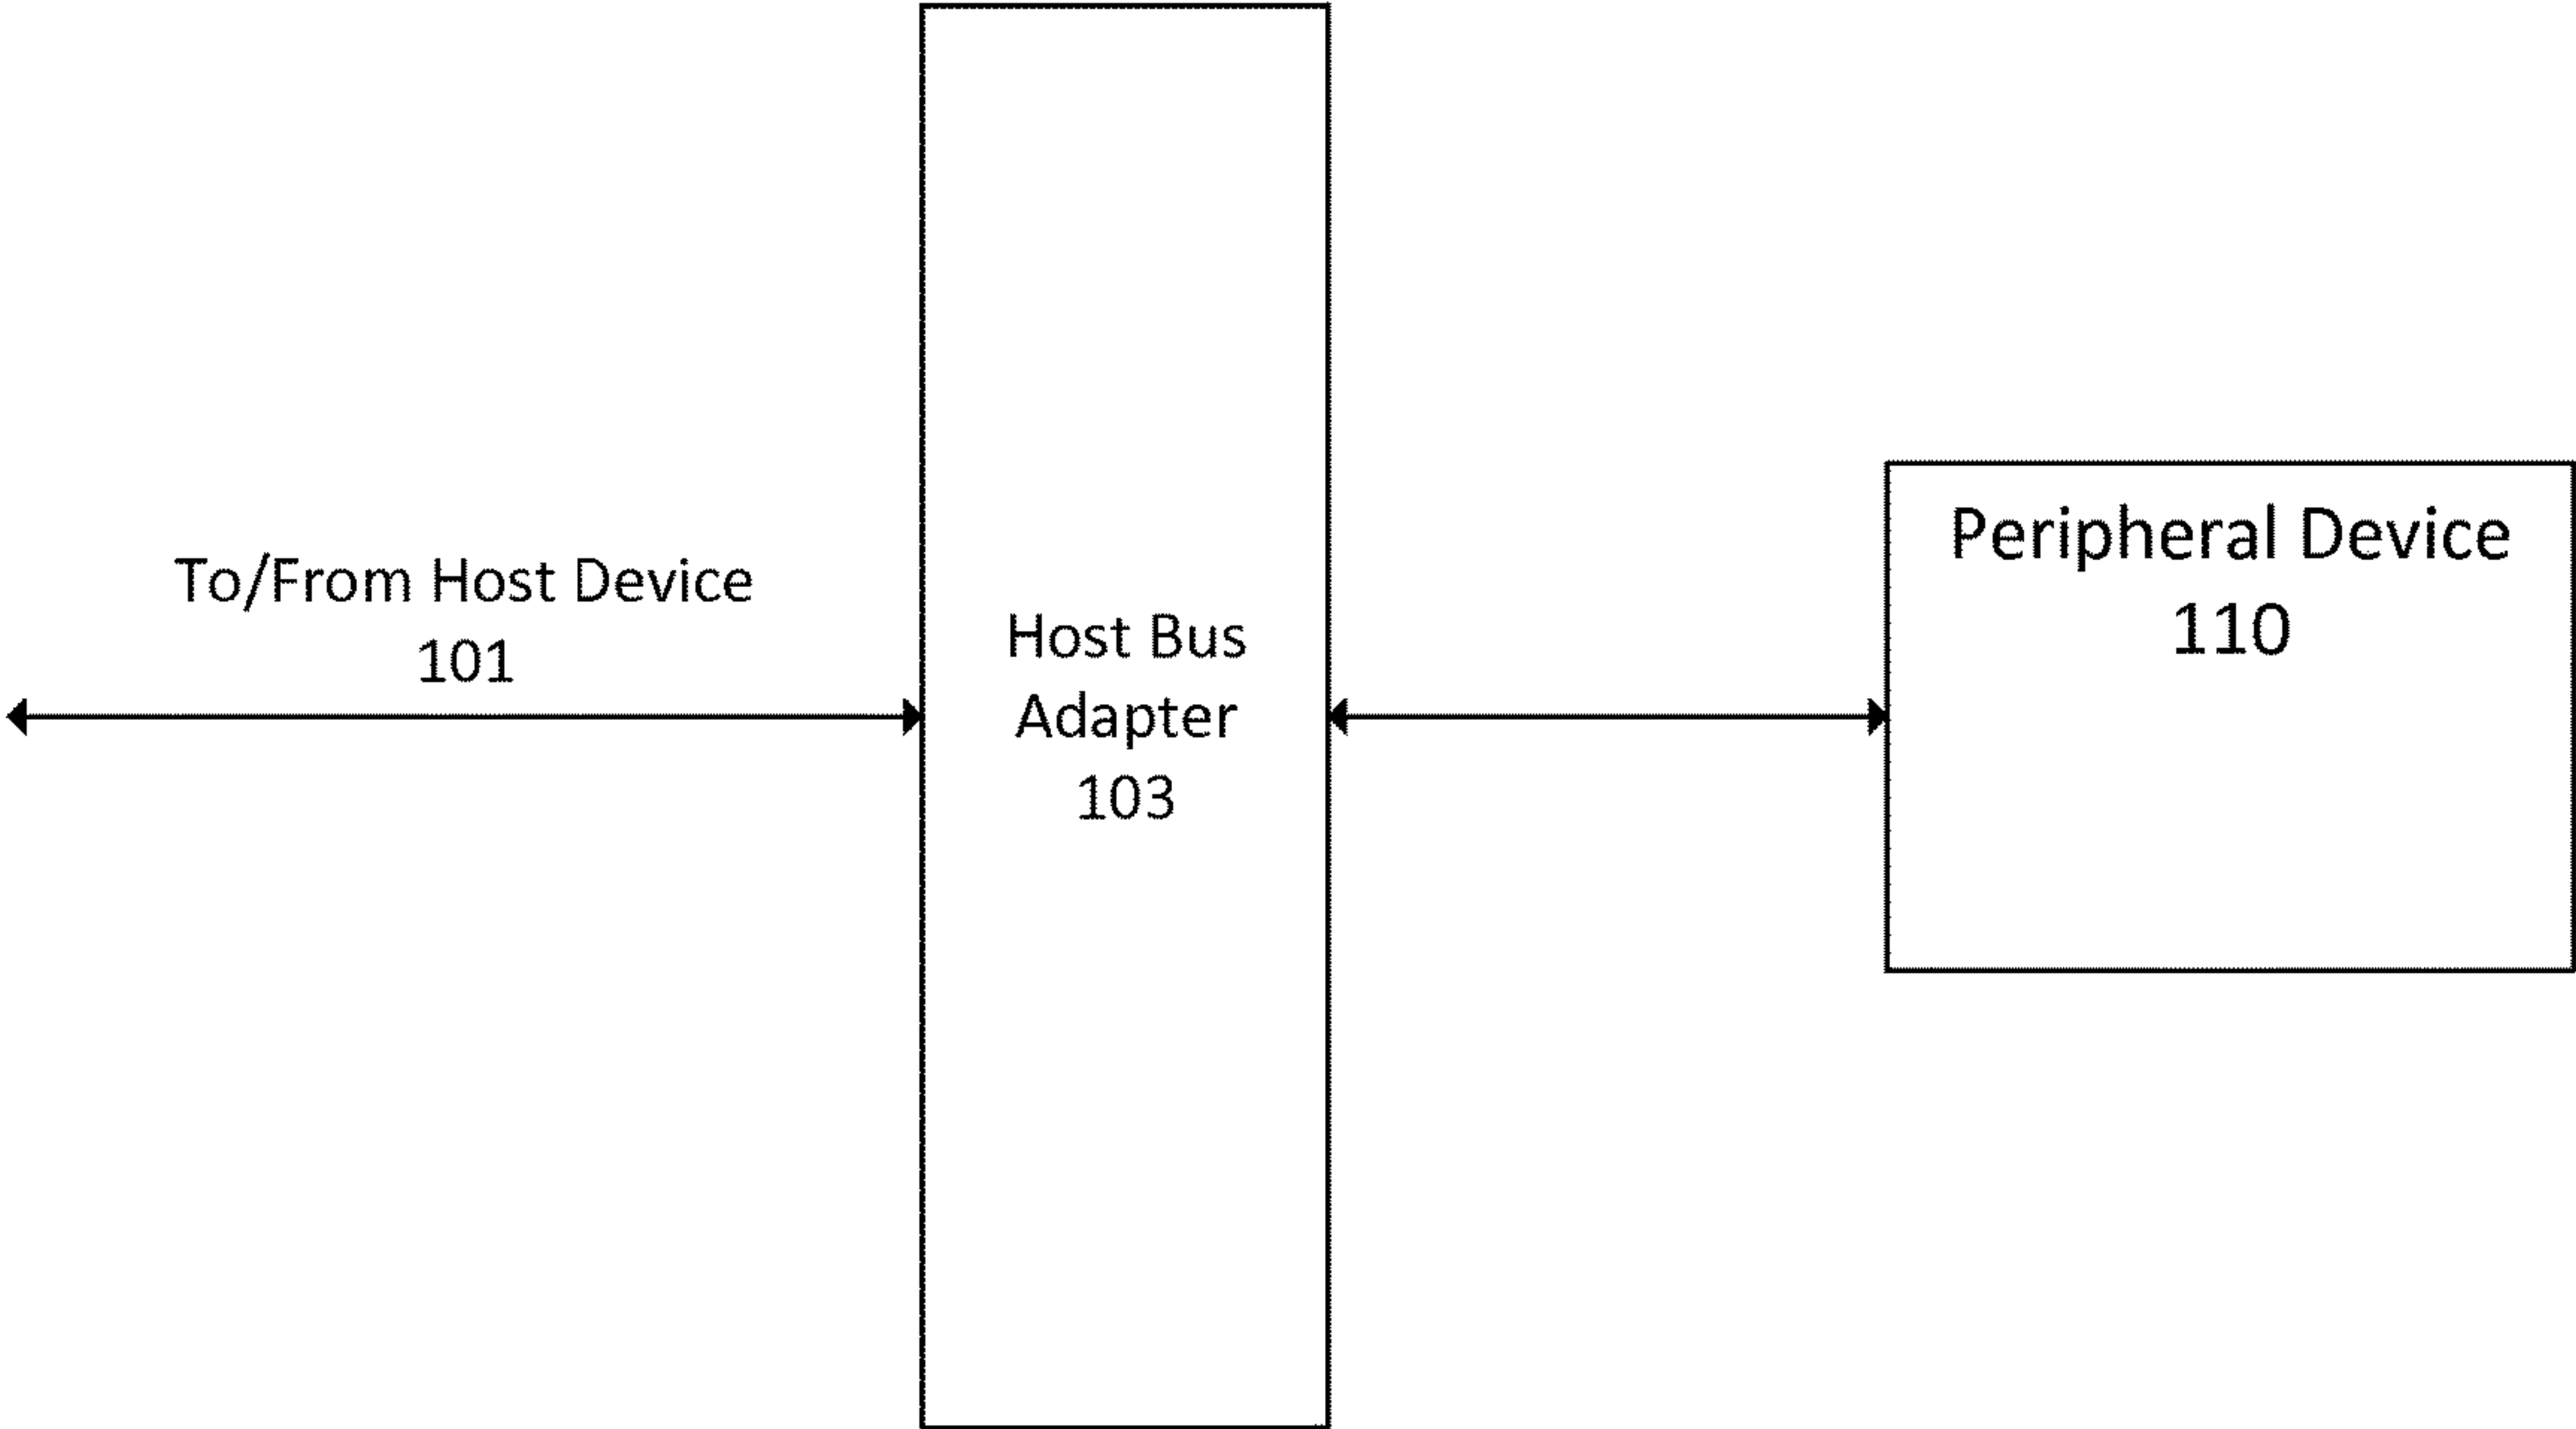 To/From Host Device
101
Host Bus
Adapter
103
Peripheral Device
110